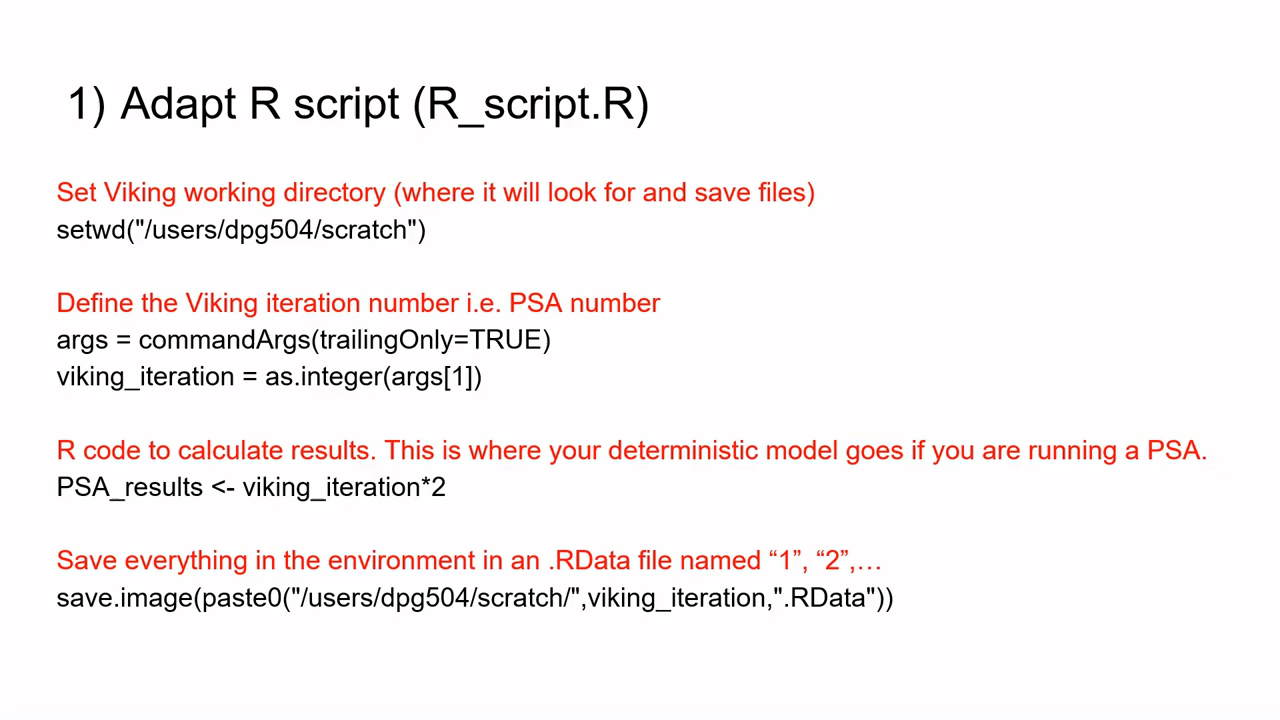 1) Adapt R script (R_script.R)
Set Viking working directory (where it will look for and save files)
setwd("/users/dpg504/scratch")
Define the Viking iteration number i.e. PSA number
args = commandArgs(trailingOnly=TRUE)
viking_iteration = as.integer(args[1])
R code to calculate results. This is where your deterministic model goes if you are running a PSA.
PSA_results <- viking_iteration*2
Save everything in the environment in an .RData file named “1”, “2”,…
save.image(paste0("/users/dpg504/scratch/",viking_iteration,".RData"))